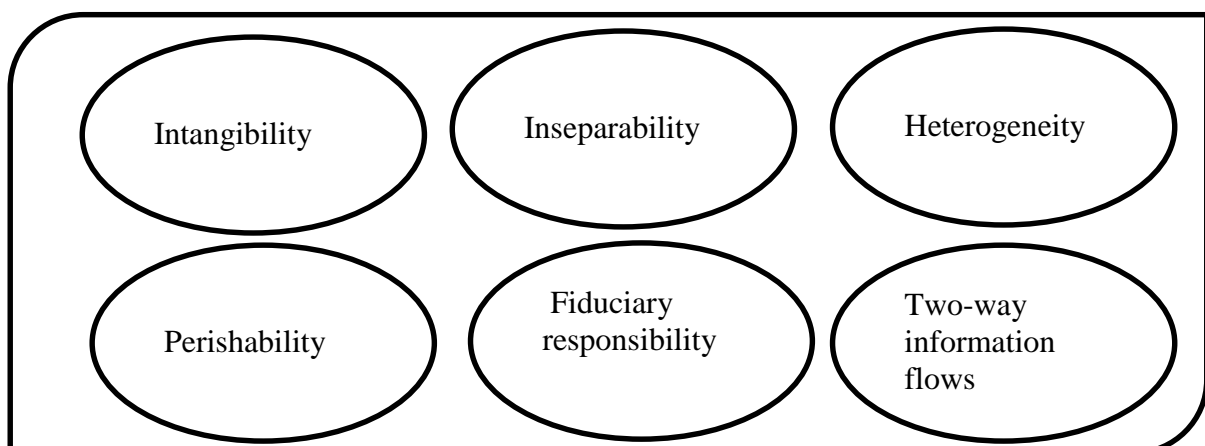 Intangibility
Inseparability
Heterogeneity
Perishability
Fiduciary
responsibility
Two-way
information
flows